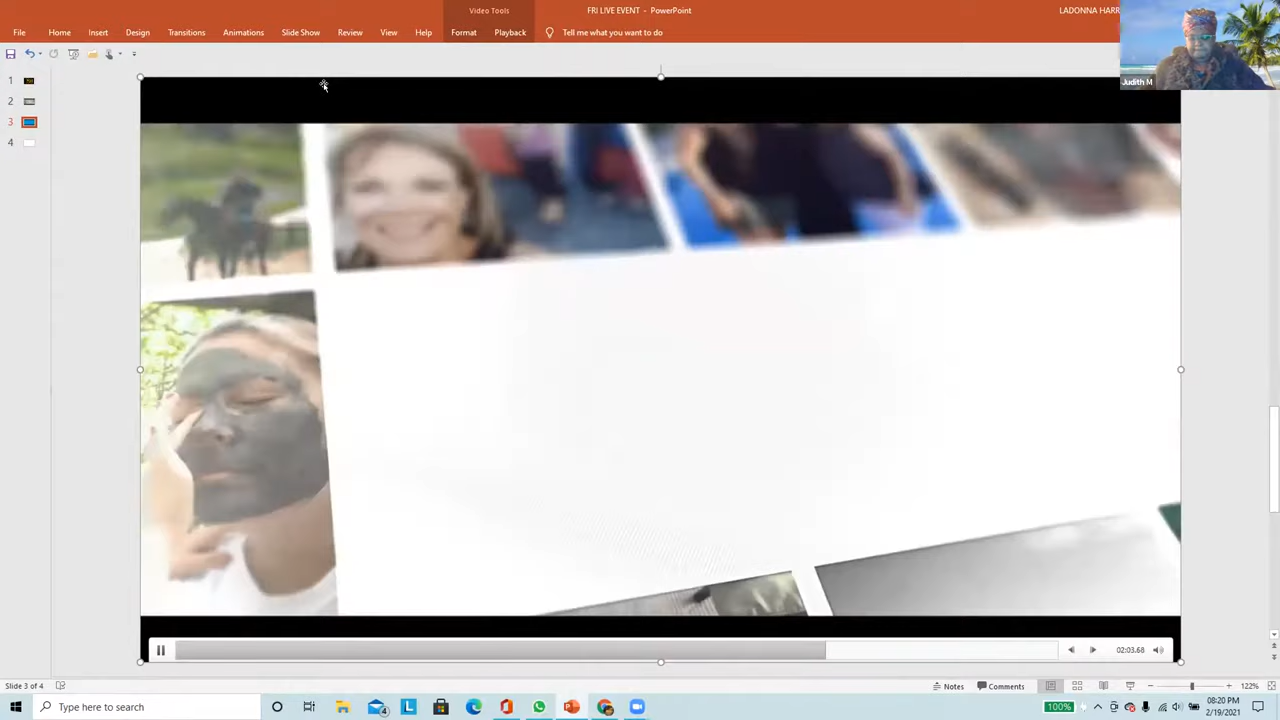 Video Tools
FRI LIVE EVENT - PowerPoint
LADONNA HARR
File Home Insert Design Transitions Animations Slide Show Review View Help Format Playback Tell me what you want to do
Judith M
1
2
3
4
02:03.68
Slide 3 of 4
Notes
Comments
122%
Type here to search
4
L
100%
08:20 PM
2/19/2021